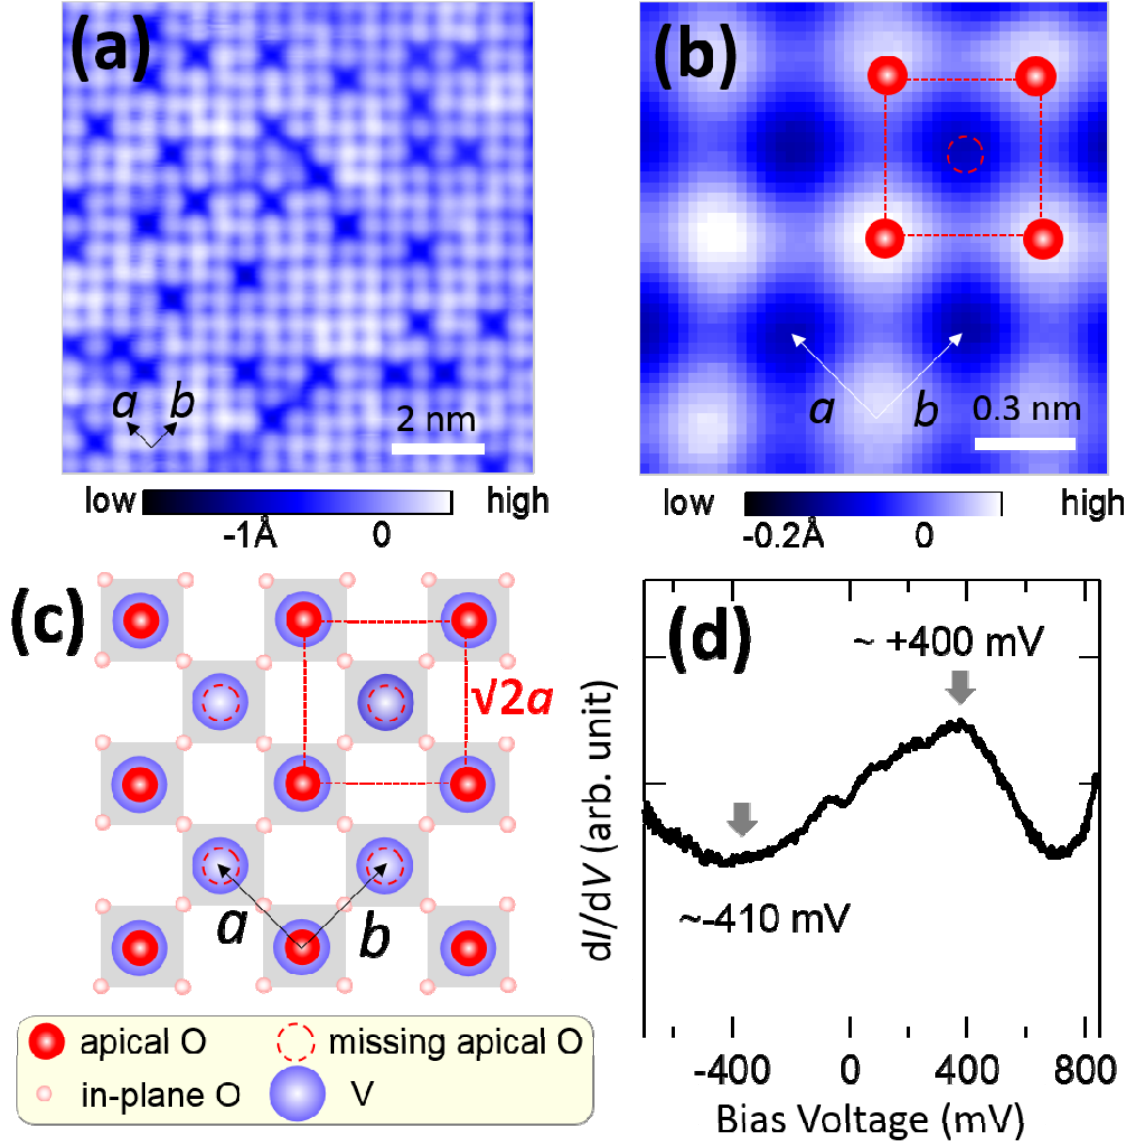 (a)
a b
2 nm
low high
-1Å 0
(b)
a b
0.3 nm
low high
-0.2Å 0
(c)
√2a
a b
apical O missing apical O
in-plane O V
(d)
~ +400 mV
~-410 mV
dI/dV (arb. unit)
-400 0 400 800
Bias Voltage (mV)